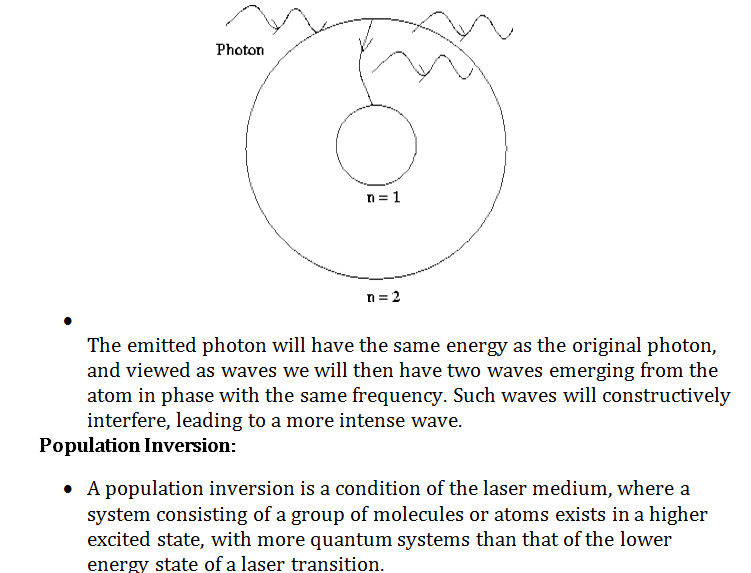 Photon
n = 1
n = 2
The emitted photon will have the same energy as the original photon,
and viewed as waves we will then have two waves emerging from the
atom in phase with the same frequency. Such waves will constructively
interfere, leading to a more intense wave.
Population Inversion:
• A population inversion is a condition of the laser medium, where a
system consisting of a group of molecules or atoms exists in a higher
excited state, with more quantum systems than that of the lower
energy state of a laser transition.